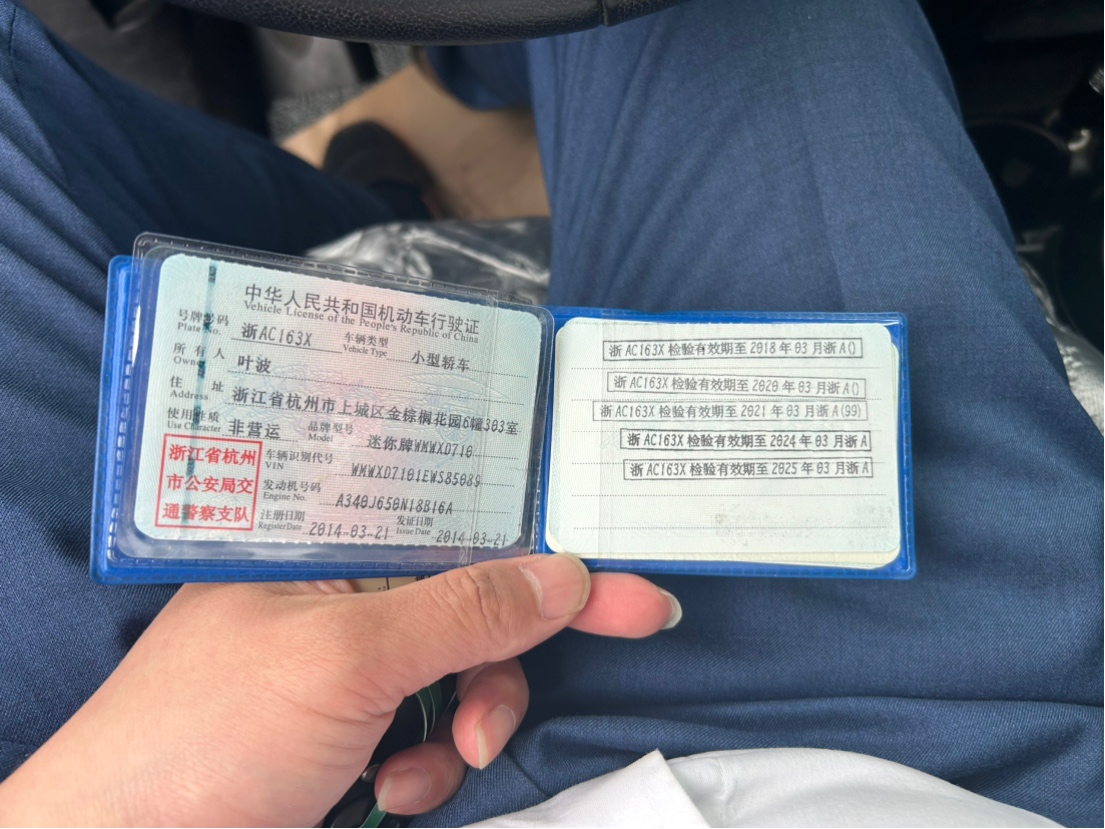 中华人民共和国机动车行驶证
Vehicle License of the People's Republic of China
号牌号码 浙AC163X 车辆类型 小型轿车
Plate No. Vehicle Type
所有人 叶波
Owner
住址 浙江省杭州市上城区金棕榈花园6幢303室
Address
使用性质 非营运 品牌型号 迷你牌WMWXD710
Use Character Model
浙江省杭州市公安局交通警察支队
车辆识别代号 WMWXD7101EWS85089
VIN
发动机号码 A340J650N18B16A
Engine No.
注册日期 2014-03-21 发证日期 2014-03-21
Register Date Issue Date
浙AC163X检验有效期至2018年03月浙A()
浙AC163X检验有效期至2020年03月浙A()
浙AC163X检验有效期至2021年03月浙A(99)
浙AC163X检验有效期至2024年03月浙A
浙AC163X检验有效期至2025年03月浙A